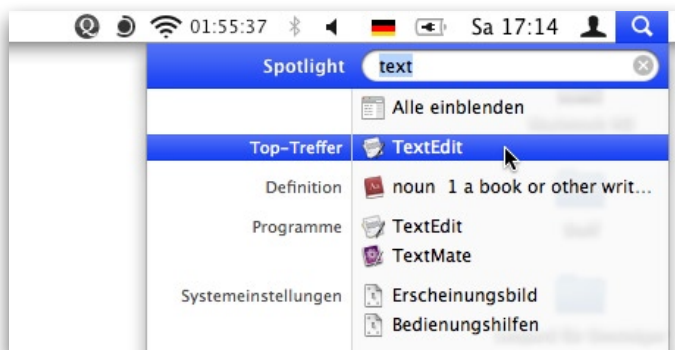 01:55:37 Sa 17:14
Spotlight text
Alle einblenden
Top-Treffer TextEdit
Definition noun 1 a book or other writ...
Programme TextEdit
TextMate
Systemeinstellungen Erscheinungsbild
Bedienungshilfen